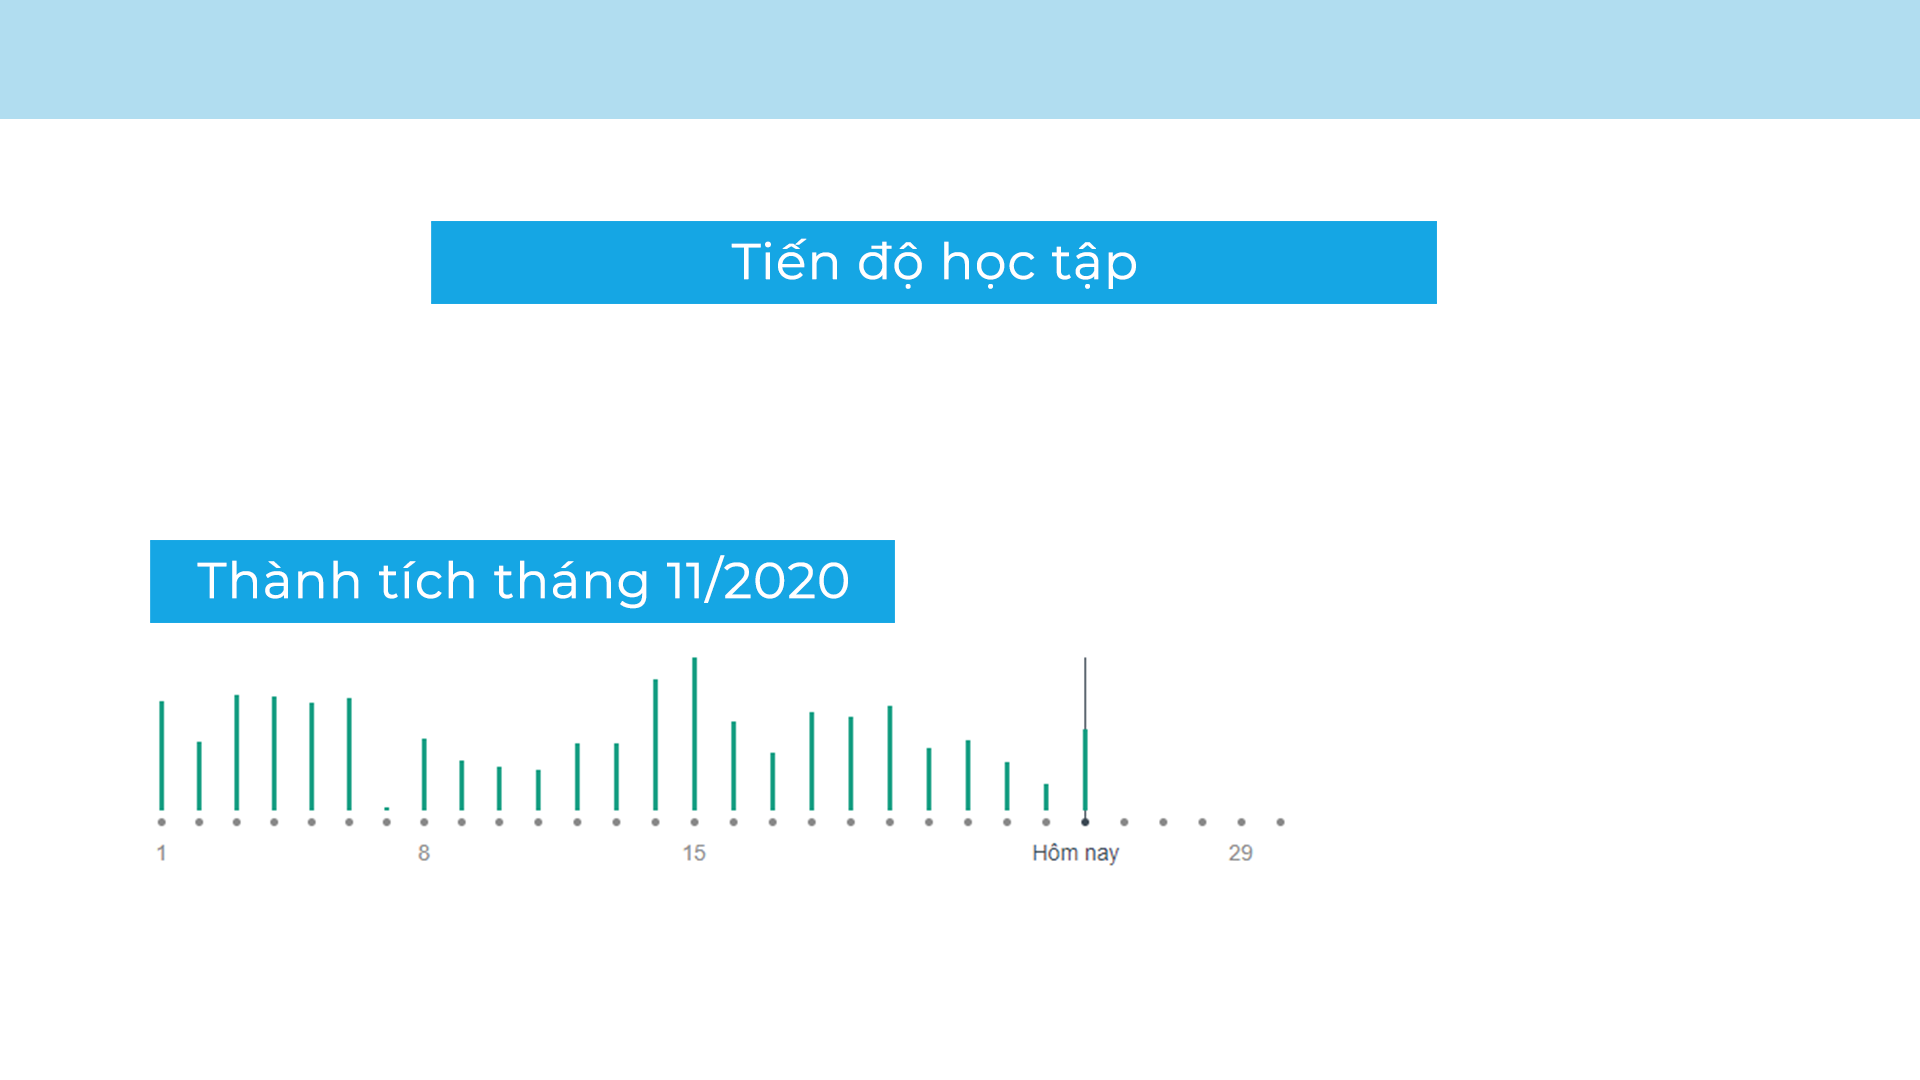 Tiến độ học tập
Thành tích tháng 11/2020
1 8 15 Hôm nay 29